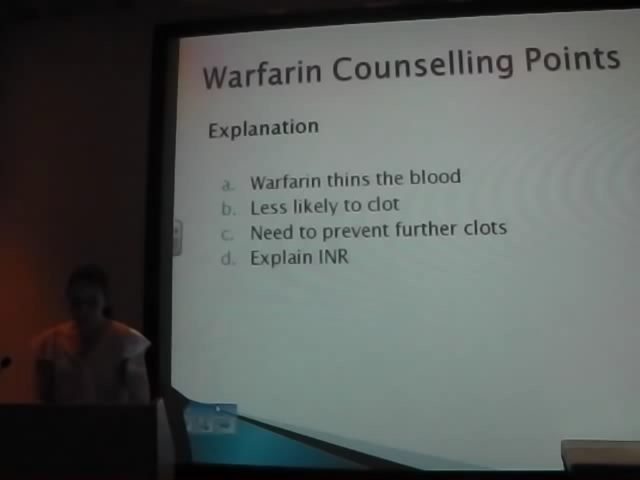 Warfarin Counselling Points
Explanation
a. Warfarin thins the blood
b. Less likely to clot
c. Need to prevent further clots
d. Explain INR